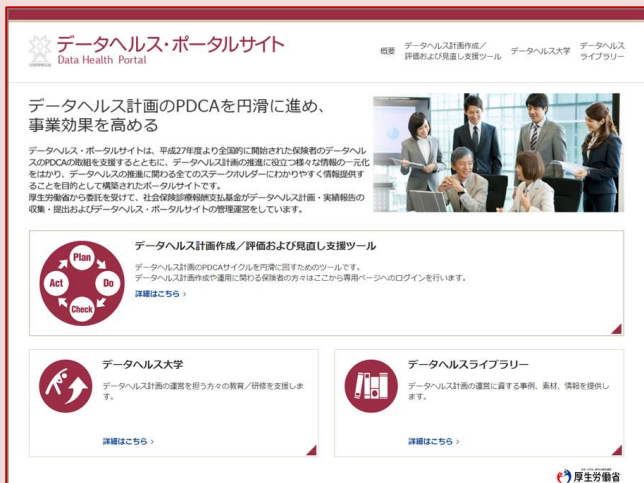 データヘルス・ポータルサイト
Data Health Portal
概要
データヘルス計画作成／
評価および見直し支援ツール
データヘルス大学
データヘルス
ライブラリー
データヘルス計画のPDCAを円滑に進め、
事業効果を高める
データヘルス・ポータルサイトは、平成27年度より全国的に開始された保険者のデータヘル
スのPDCAの取組を支援するとともに、データヘルス計画の推進に役立つ様々な情報の一元化
をはかり、データヘルスの推進に関わる全てのステークホルダーにわかりやすく情報提供す
ることを目的として構築されたポータルサイトです。
厚生労働省から委託を受けて、社会保険診療報酬支払基金がデータヘルス計画・実績報告の
収集・提出およびデータヘルス・ポータルサイトの管理運営をしています。
Plan
Do
Check
Act
データヘルス計画作成／評価および見直し支援ツール
データヘルス計画のPDCAサイクルを円滑に回すためのツールです。
データヘルス計画作成や運用に関わる保険者の方々はここから専用ページへのログインを行います。
詳細はこちら ›
データヘルス大学
データヘルス計画の運営を担う方々の教育／研修を支援しま
す。
詳細はこちら ›
データヘルスライブラリー
データヘルス計画の運営に資する事例、素材、情報を提供し
ます。
詳細はこちら ›
厚生労働省